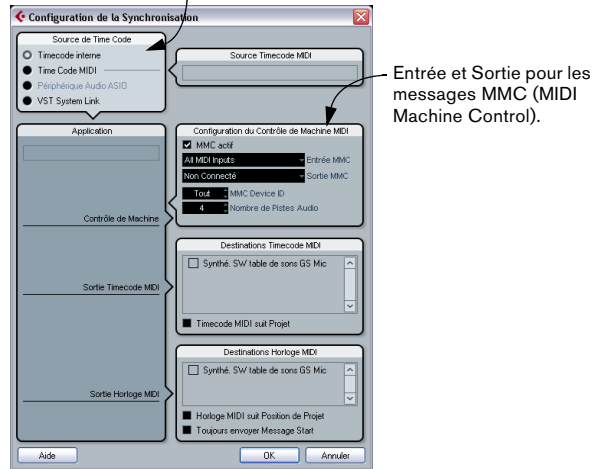 Configuration de la Synchronisation
Source de Time Code
Timecode interne
Time Code MIDI
Périphérique Audio ASIO
VST System Link
Source Timecode MIDI
Entrée et Sortie pour les
messages MMC (MIDI
Machine Control).
Application
Contrôle de Machine
Sortie Timecode MIDI
Sortie Horloge MIDI
Configuration du Contrôle de Machine MIDI
MMC actif
All MIDI Inputs Entrée MMC
Non Connecté Sortie MMC
Tout MMC Device ID
4 Nombre de Pistes Audio
Destinations Timecode MIDI
Synthé. SW table de sons GS Mic
Timecode MIDI suit Projet
Destinations Horloge MIDI
Synthé. SW table de sons GS Mic
Horloge MIDI suit Position de Projet
Toujours envoyer Message Start
Aide
OK
Annuler